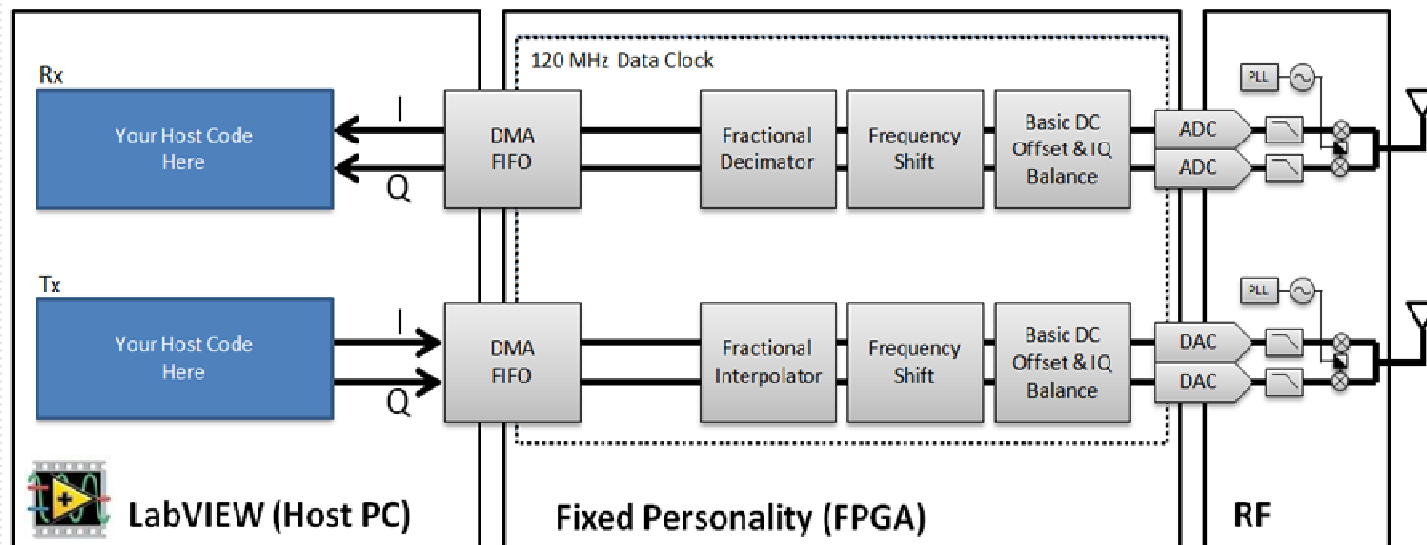 120 MHz Data Clock
Rx
Your Host Code
Here
I
Q
DMA
FIFO
Fractional
Decimator
Frequency
Shift
Basic DC
Offset & IQ
Balance
ADC
ADC
PLL
Tx
Your Host Code
Here
I
Q
DMA
FIFO
Fractional
Interpolator
Frequency
Shift
Basic DC
Offset & IQ
Balance
DAC
DAC
PLL
LabVIEW (Host PC)
Fixed Personality (FPGA)
RF